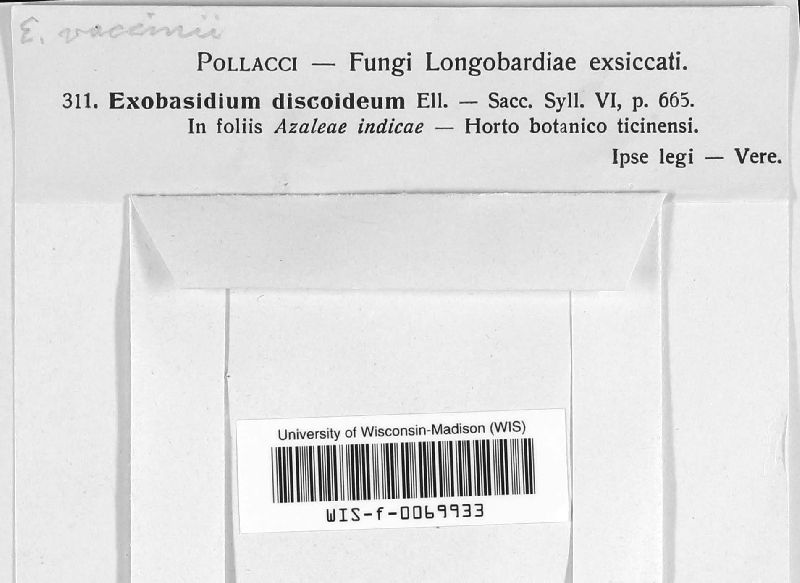 E. vaccinii
Pollacci — Fungi Longobardiae exsiccati.
311. Exobasidium discoideum Ell. — Sacc. Syll. VI, p. 665.
In foliis Azaleae indicae — Horto botanico ticinensi.
Ipse legi — Vere.
University of Wisconsin-Madison (WIS)
WIS-f-0069933